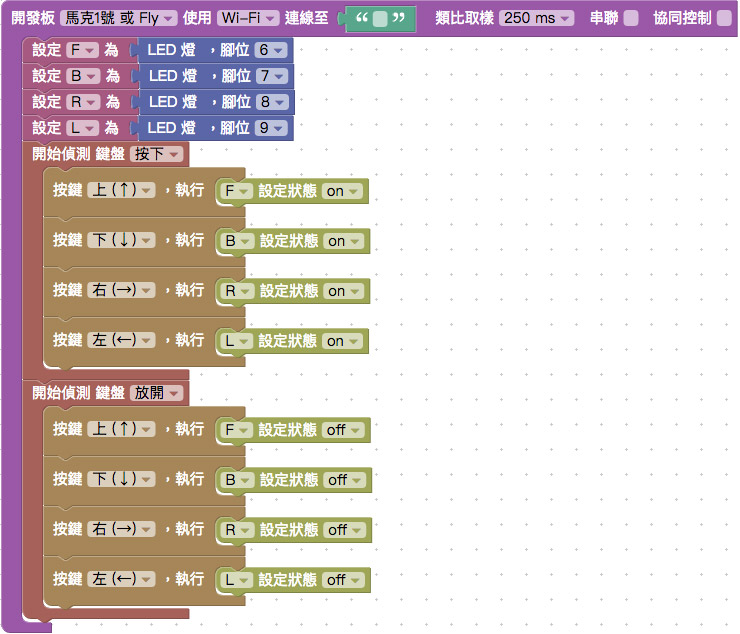 開發板 馬克1號 或 Fly 使用 Wi-Fi 連線至 “ ” 類比取樣 250 ms 串聯 協同控制
設定 F 為 LED 燈 ，腳位 6
設定 B 為 LED 燈 ，腳位 7
設定 R 為 LED 燈 ，腳位 8
設定 L 為 LED 燈 ，腳位 9
開始偵測 鍵盤 按下
按鍵 上 (↑) ，執行 F 設定狀態 on
按鍵 下 (↓) ，執行 B 設定狀態 on
按鍵 右 (→) ，執行 R 設定狀態 on
按鍵 左 (←) ，執行 L 設定狀態 on
開始偵測 鍵盤 放開
按鍵 上 (↑) ，執行 F 設定狀態 off
按鍵 下 (↓) ，執行 B 設定狀態 off
按鍵 右 (→) ，執行 R 設定狀態 off
按鍵 左 (←) ，執行 L 設定狀態 off